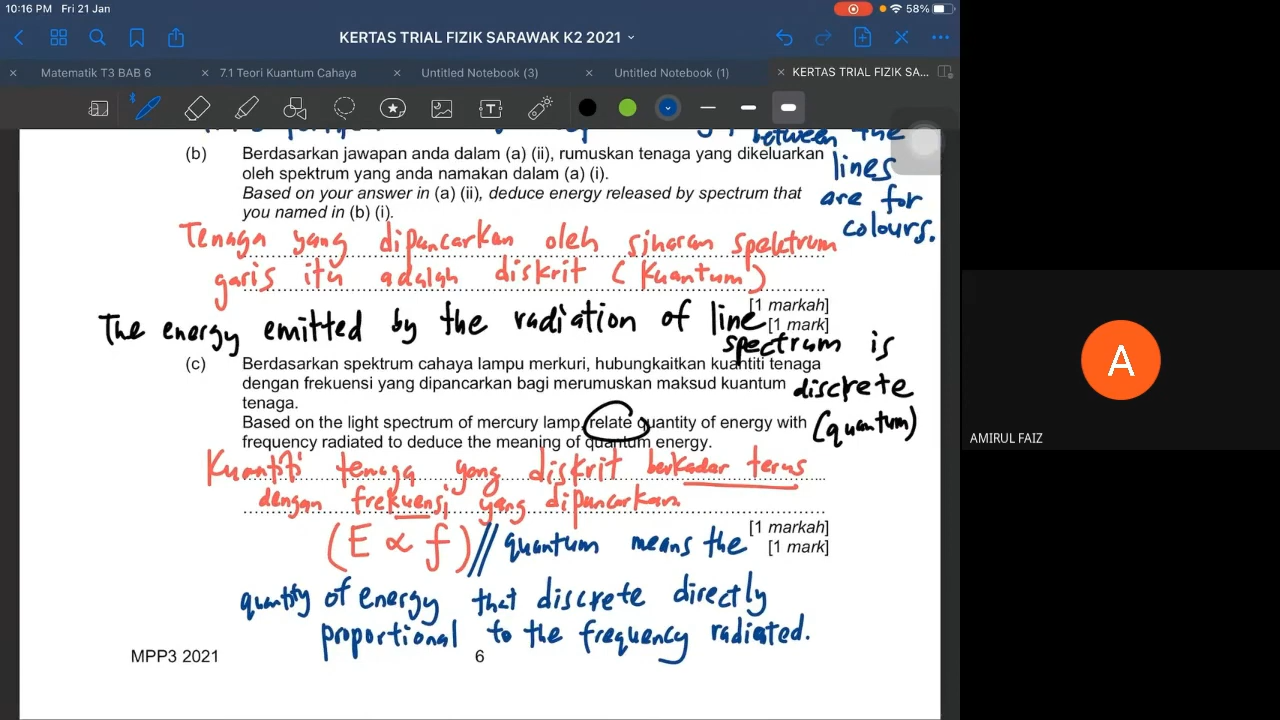 10:16 PM Fri 21 Jan
58%
KERTAS TRIAL FIZIK SARAWAK K2 2021
Matematik T3 BAB 6
7.1 Teori Kuantum Cahaya
Untitled Notebook (3)
Untitled Notebook (1)
KERTAS TRIAL FIZIK SA...
between the
lines
are for
colours.
(b) Berdasarkan jawapan anda dalam (a) (ii), rumuskan tenaga yang dikeluarkan
oleh spektrum yang anda namakan dalam (a) (i).
Based on your answer in (a) (ii), deduce energy released by spectrum that
you named in (b) (i).
Tenaga yang dipancarkan oleh sinaran spektrum
garis itu adalah diskrit (kuantum)
[1 markah]
[1 mark]
The energy emitted by the radiation of line
spectrum is
discrete
(quantum)
(c) Berdasarkan spektrum cahaya lampu merkuri, hubungkaitkan kuantiti tenaga
dengan frekuensi yang dipancarkan bagi merumuskan maksud kuantum
tenaga.
Based on the light spectrum of mercury lamp, relate quantity of energy with
frequency radiated to deduce the meaning of quantum energy.
Kuantiti tenaga yang diskrit berkadar terus
dengan frekuensi yang dipancarkan.
[1 markah]
[1 mark]
(E ∝ f) // quantum means the
quantity of energy that discrete directly
proportional to the frequency radiated.
MPP3 2021
6
A
AMIRUL FAIZ